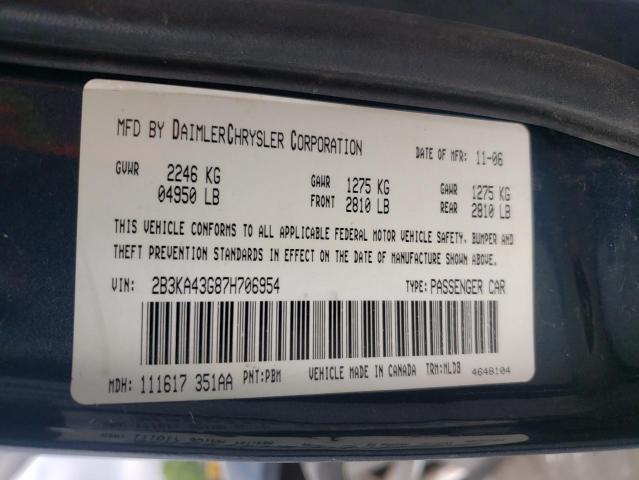 MFD BY DAIMLERCHRYSLER CORPORATION DATE OF MFR: 11-06
GVWR 2246 KG GAWR 1275 KG GAWR 1275 KG
04950 LB FRONT 2810 LB REAR 2810 LB
THIS VEHICLE CONFORMS TO ALL APPLICABLE FEDERAL MOTOR VEHICLE SAFETY, BUMPER AND
THEFT PREVENTION STANDARDS IN EFFECT ON THE DATE OF MANUFACTURE SHOWN ABOVE.
VIN: 2B3KA43G87H706954 TYPE: PASSENGER CAR
MDH: 111617 351AA PNT:PBM VEHICLE MADE IN CANADA TRM:MLDB 4648104